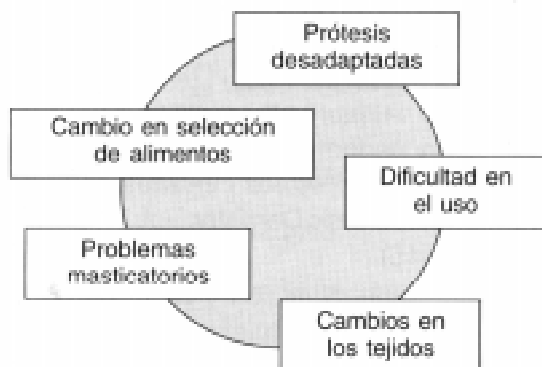 Prótesis
desadaptadas
Cambio en selección
de alimentos
Dificultad en
el uso
Problemas
masticatorios
Cambios en
los tejidos